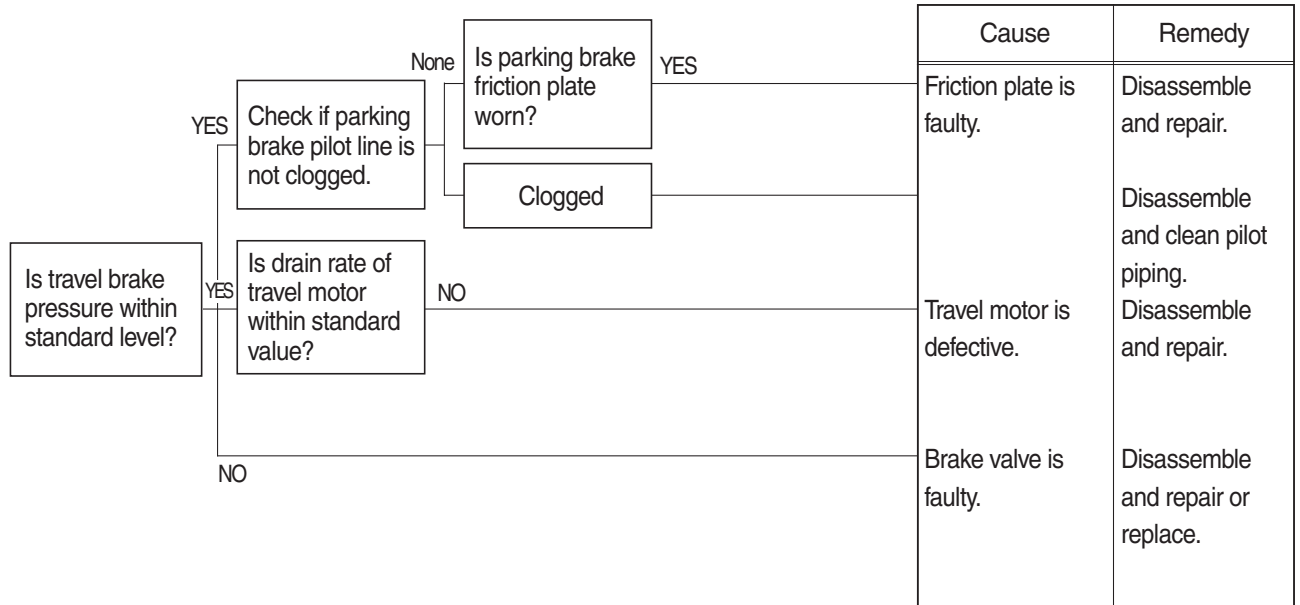 Cause
Remedy
None
Is parking brake
friction plate
worn?
YES
Friction plate is
faulty.
Disassemble
and repair.
YES
Check if parking
brake pilot line is
not clogged.
Clogged
Disassemble
and clean pilot
piping.
Is travel brake
pressure within
standard level?
YES
Is drain rate of
travel motor
within standard
value?
NO
Travel motor is
defective.
Disassemble
and repair.
NO
Brake valve is
faulty.
Disassemble
and repair or
replace.